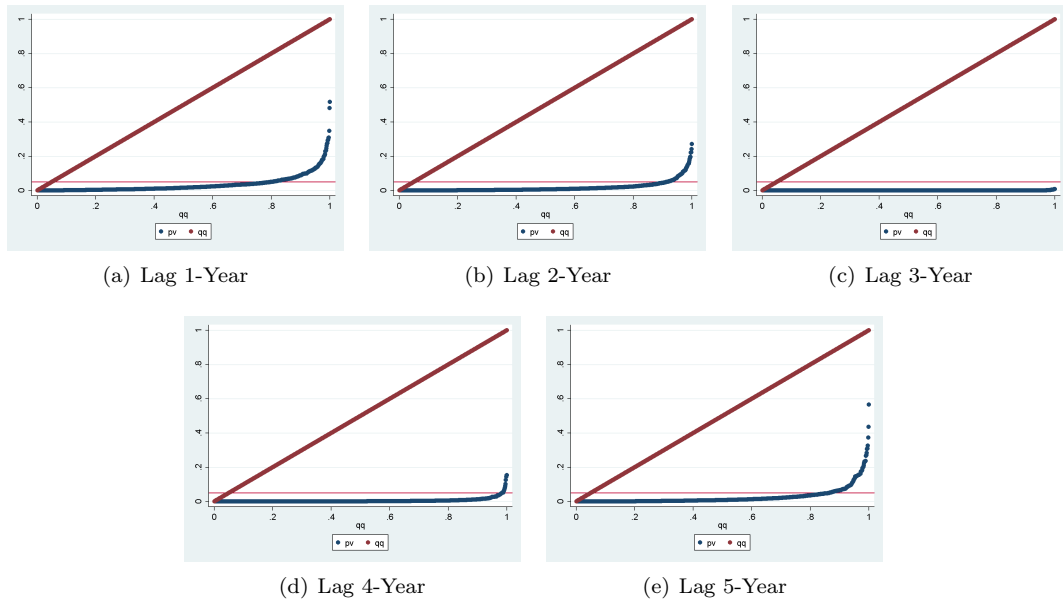 1
.8
.6
.4
.2
0
0 .2 .4 .6 .8 1
qq
pv qq
(a) Lag 1-Year
1
.8
.6
.4
.2
0
0 .2 .4 .6 .8 1
qq
pv qq
(b) Lag 2-Year
1
.8
.6
.4
.2
0
0 .2 .4 .6 .8 1
qq
pv qq
(c) Lag 3-Year
1
.8
.6
.4
.2
0
0 .2 .4 .6 .8 1
qq
pv qq
(d) Lag 4-Year
1
.8
.6
.4
.2
0
0 .2 .4 .6 .8 1
qq
pv qq
(e) Lag 5-Year